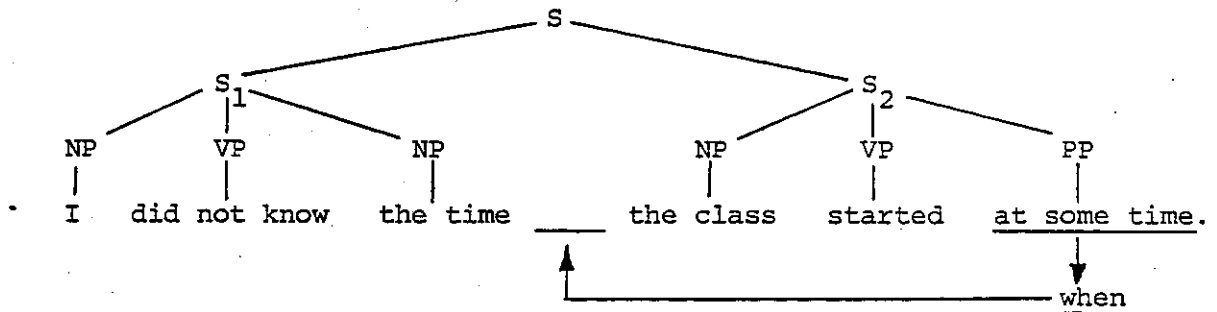 S
S1 S2
NP VP NP NP VP PP
I did not know the time ____ the class started at some time.
when